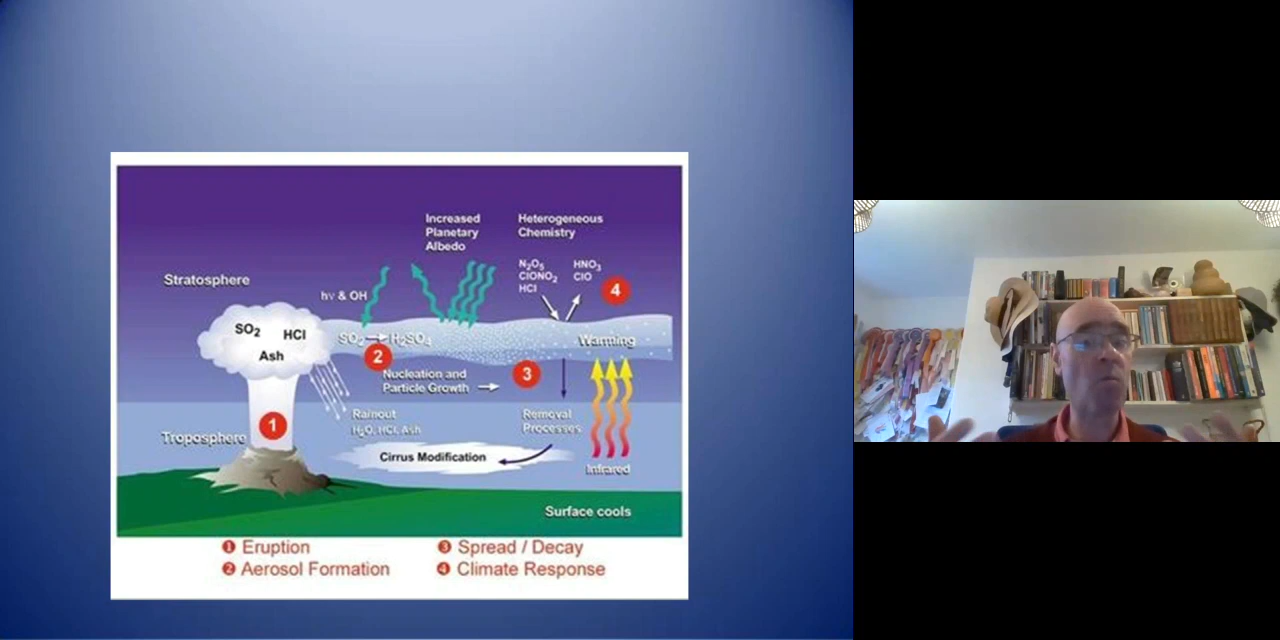 Increased
Planetary
Albedo
Heterogeneous
Chemistry
N₂O₅
ClONO₂
HCl
HNO₃
ClO
4
Stratosphere
hν & OH
SO₂
HCl
Ash
SO₂ → H₂SO₄
2
Warming
Nucleation and
Particle Growth
3
1
Rainout
H₂O, HCl, Ash
Removal
Processes
Troposphere
Cirrus Modification
Infrared
Surface cools
1 Eruption
2 Aerosol Formation
3 Spread / Decay
4 Climate Response